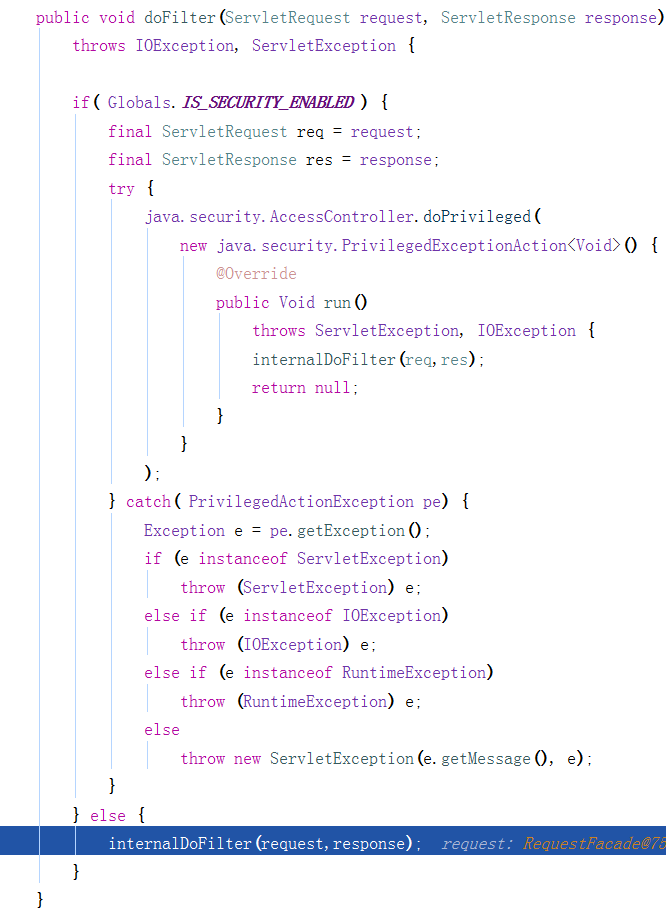 public void doFilter(ServletRequest request, ServletResponse response)
throws IOException, ServletException {
if( Globals.IS_SECURITY_ENABLED ) {
final ServletRequest req = request;
final ServletResponse res = response;
try {
java.security.AccessController.doPrivileged(
new java.security.PrivilegedExceptionAction<Void>() {
@Override
public Void run()
throws ServletException, IOException {
internalDoFilter(req,res);
return null;
}
}
);
} catch( PrivilegedActionException pe) {
Exception e = pe.getException();
if (e instanceof ServletException)
throw (ServletException) e;
else if (e instanceof IOException)
throw (IOException) e;
else if (e instanceof RuntimeException)
throw (RuntimeException) e;
else
throw new ServletException(e.getMessage(), e);
}
} else {
internalDoFilter(request,response); request: RequestFacade@75
}
}